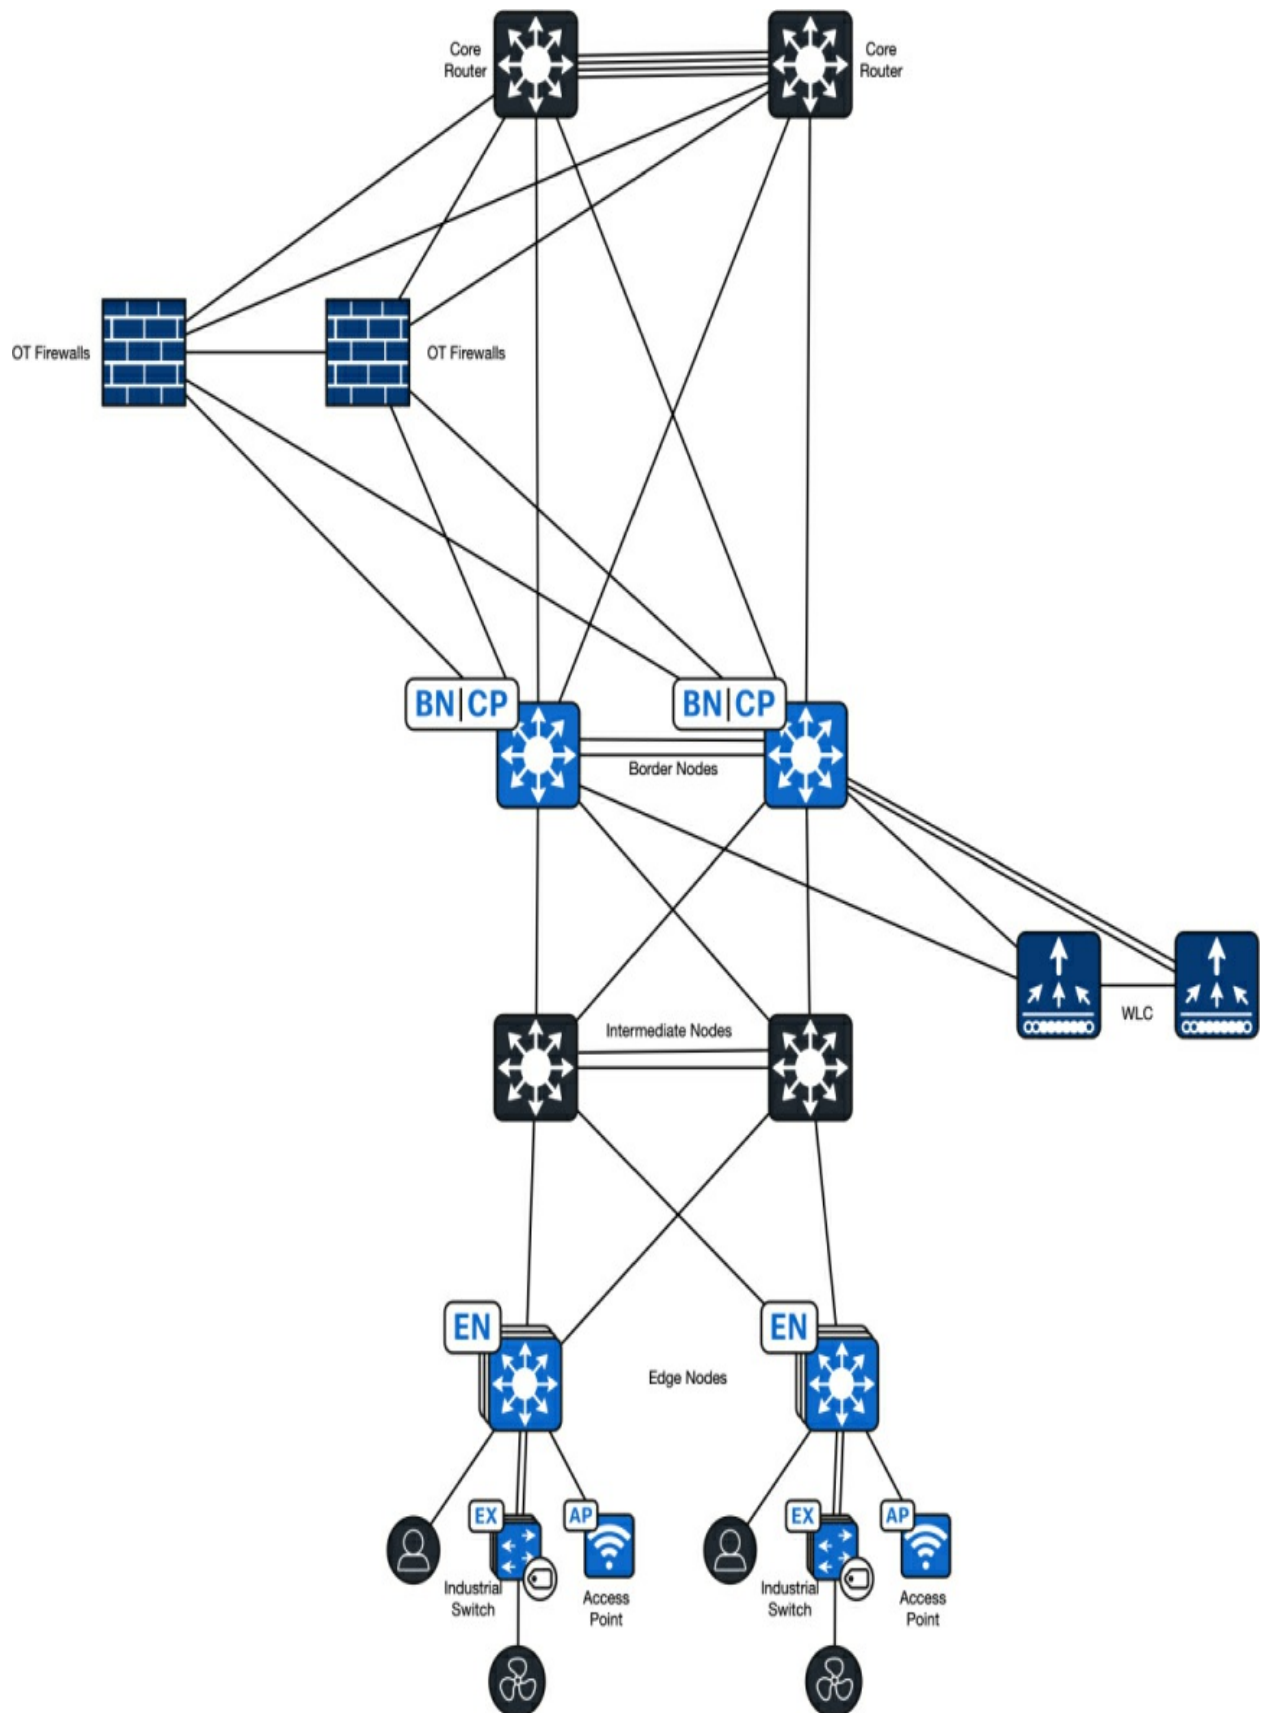 Core
Router
Core
Router
OT Firewalls
OT Firewalls
BN|CP
BN|CP
Border Nodes
WLC
Intermediate Nodes
EN
EN
Edge Nodes
EX
AP
EX
AP
Industrial
Switch
Access
Point
Industrial
Switch
Access
Point